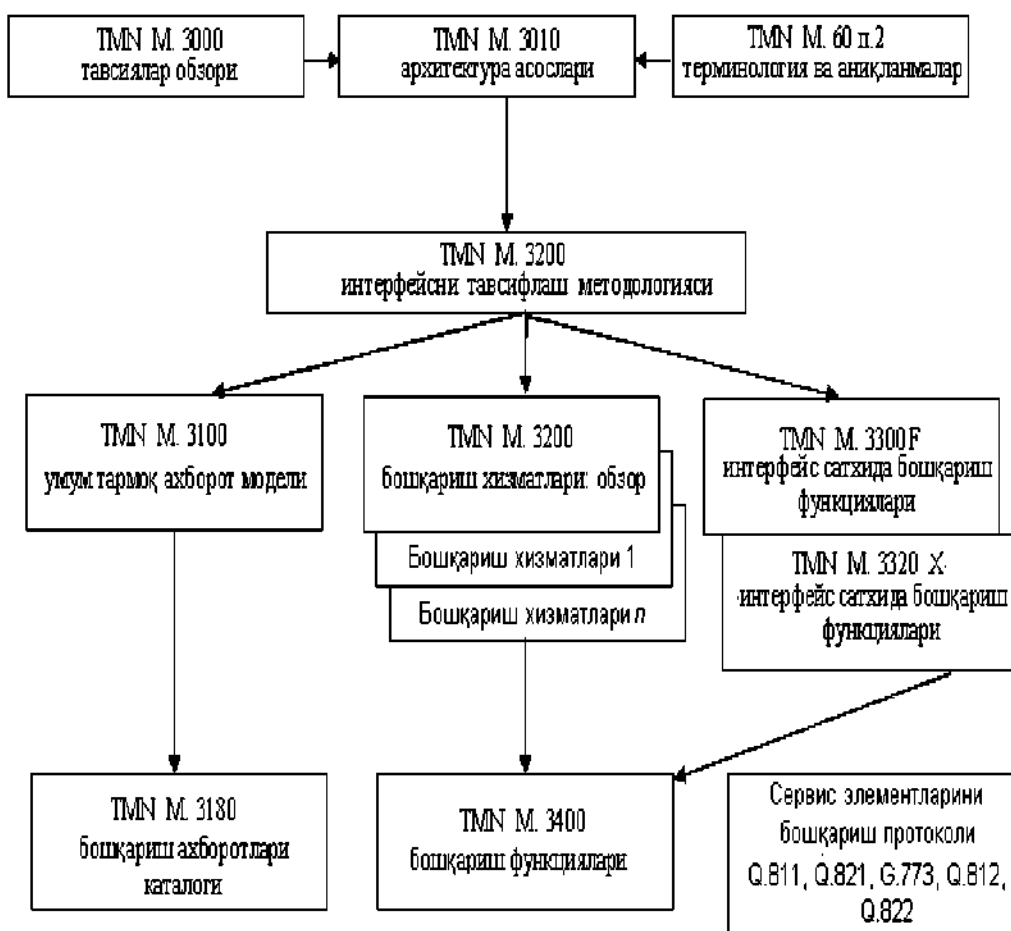 TMN M. 3000
тавсиялар обзори
TMN M. 3010
архитектура асослари
TMN M. 60 п.2
терминология ва аниқланмалар
TMN M. 3200
интерфейсни тавсифлаш методологияси
TMN M. 3100
умум тармоқ ахборот модели
TMN M. 3200
бошқариш хизматлари: обзор
Бошқариш хизматлари 1
Бошқариш хизматлари n
TMN M. 3300 F
интерфейс сатхида бошқариш
функциялари
TMN M. 3320 X-
-интерфейс сатхида бошқариш
функциялари
TMN M. 3180
бошқариш ахборотлари
каталоги
TMN M. 3400
бошқариш функциялари
Сервис элементларини
бошқариш протоколи
Q.811, Q.821, G.773, Q.812,
Q.822